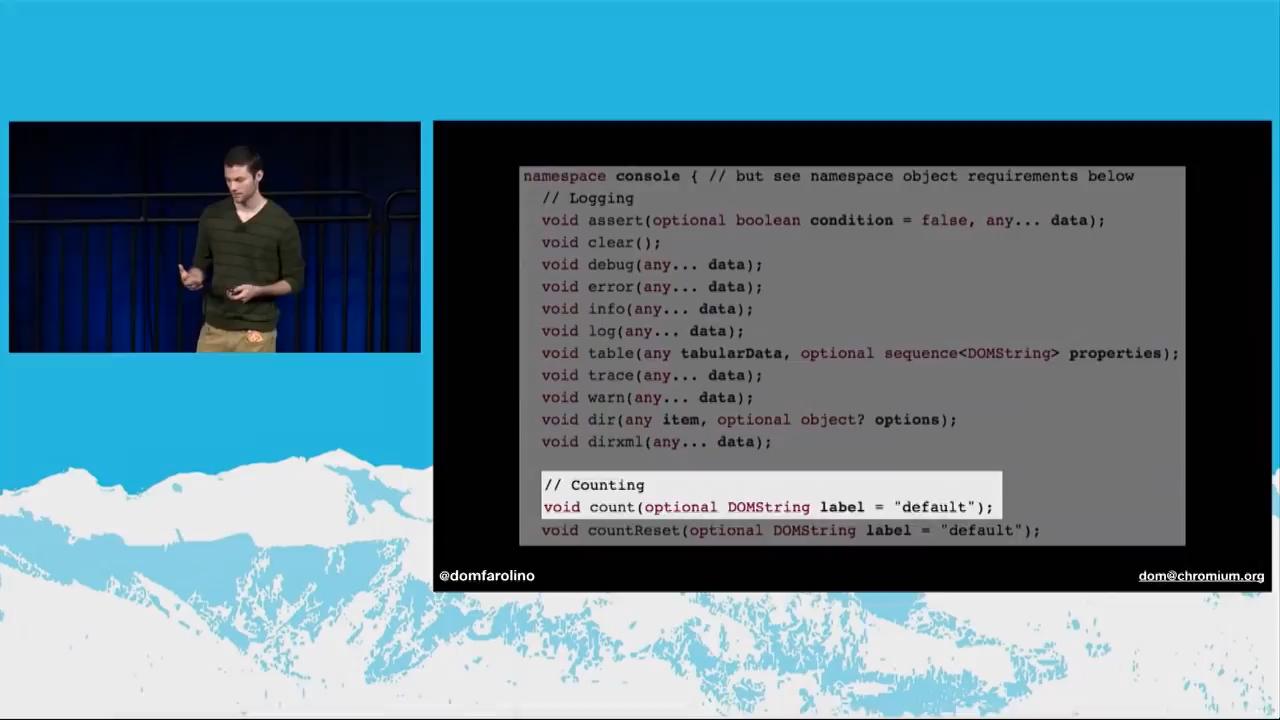 namespace console { // but see namespace object requirements below
// Logging
void assert(optional boolean condition = false, any... data);
void clear();
void debug(any... data);
void error(any... data);
void info(any... data);
void log(any... data);
void table(any tabularData, optional sequence<DOMString> properties);
void trace(any... data);
void warn(any... data);
void dir(any item, optional object? options);
void dirxml(any... data);
// Counting
void count(optional DOMString label = "default");
void countReset(optional DOMString label = "default");
@domfarolino
dom@chromium.org